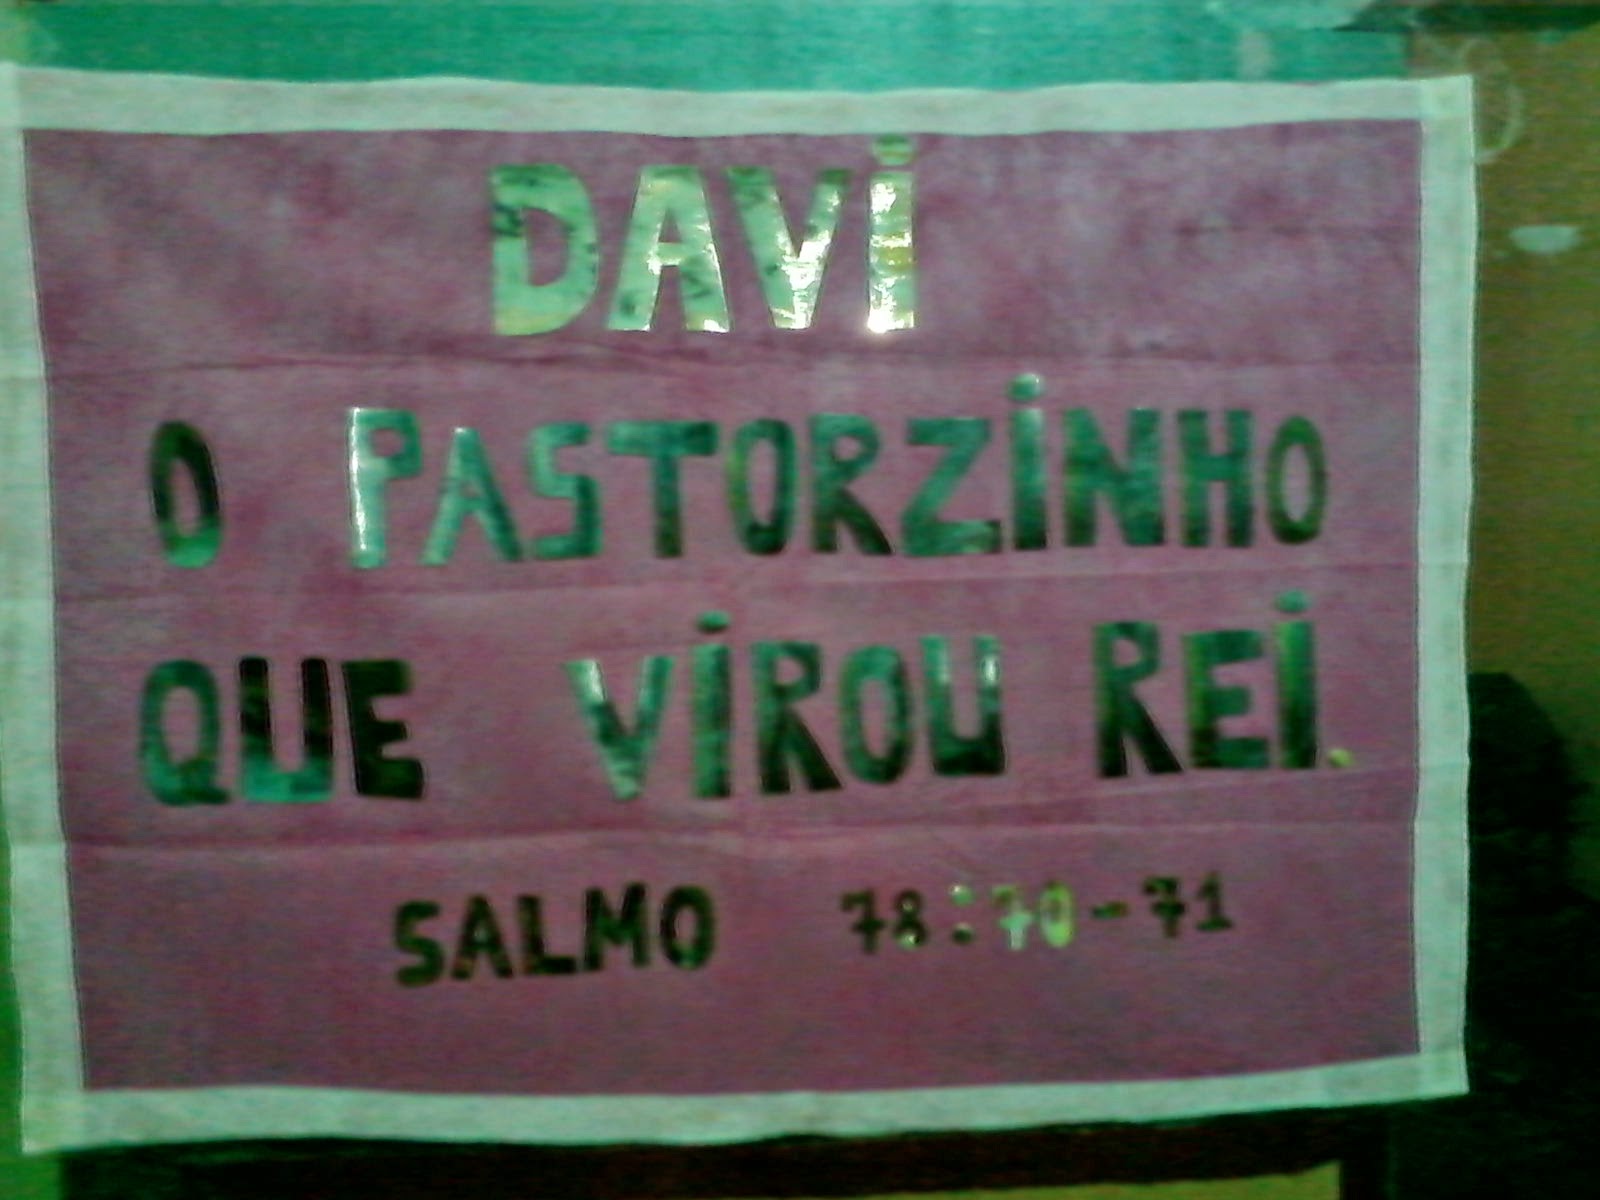 DAVi
O PASTORZiNHO
QUE ViROU REi.
SALMO 78:70-71